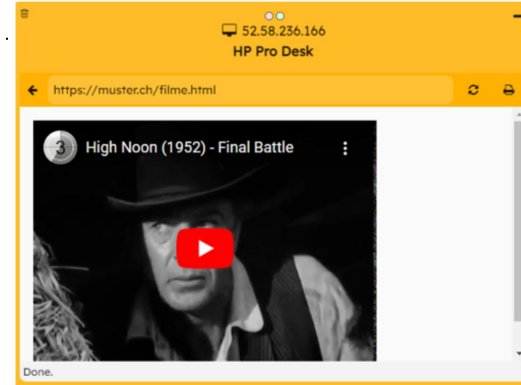 52.58.236.166
HP Pro Desk
https://muster.ch/filme.html
3 High Noon (1952) - Final Battle
Done.